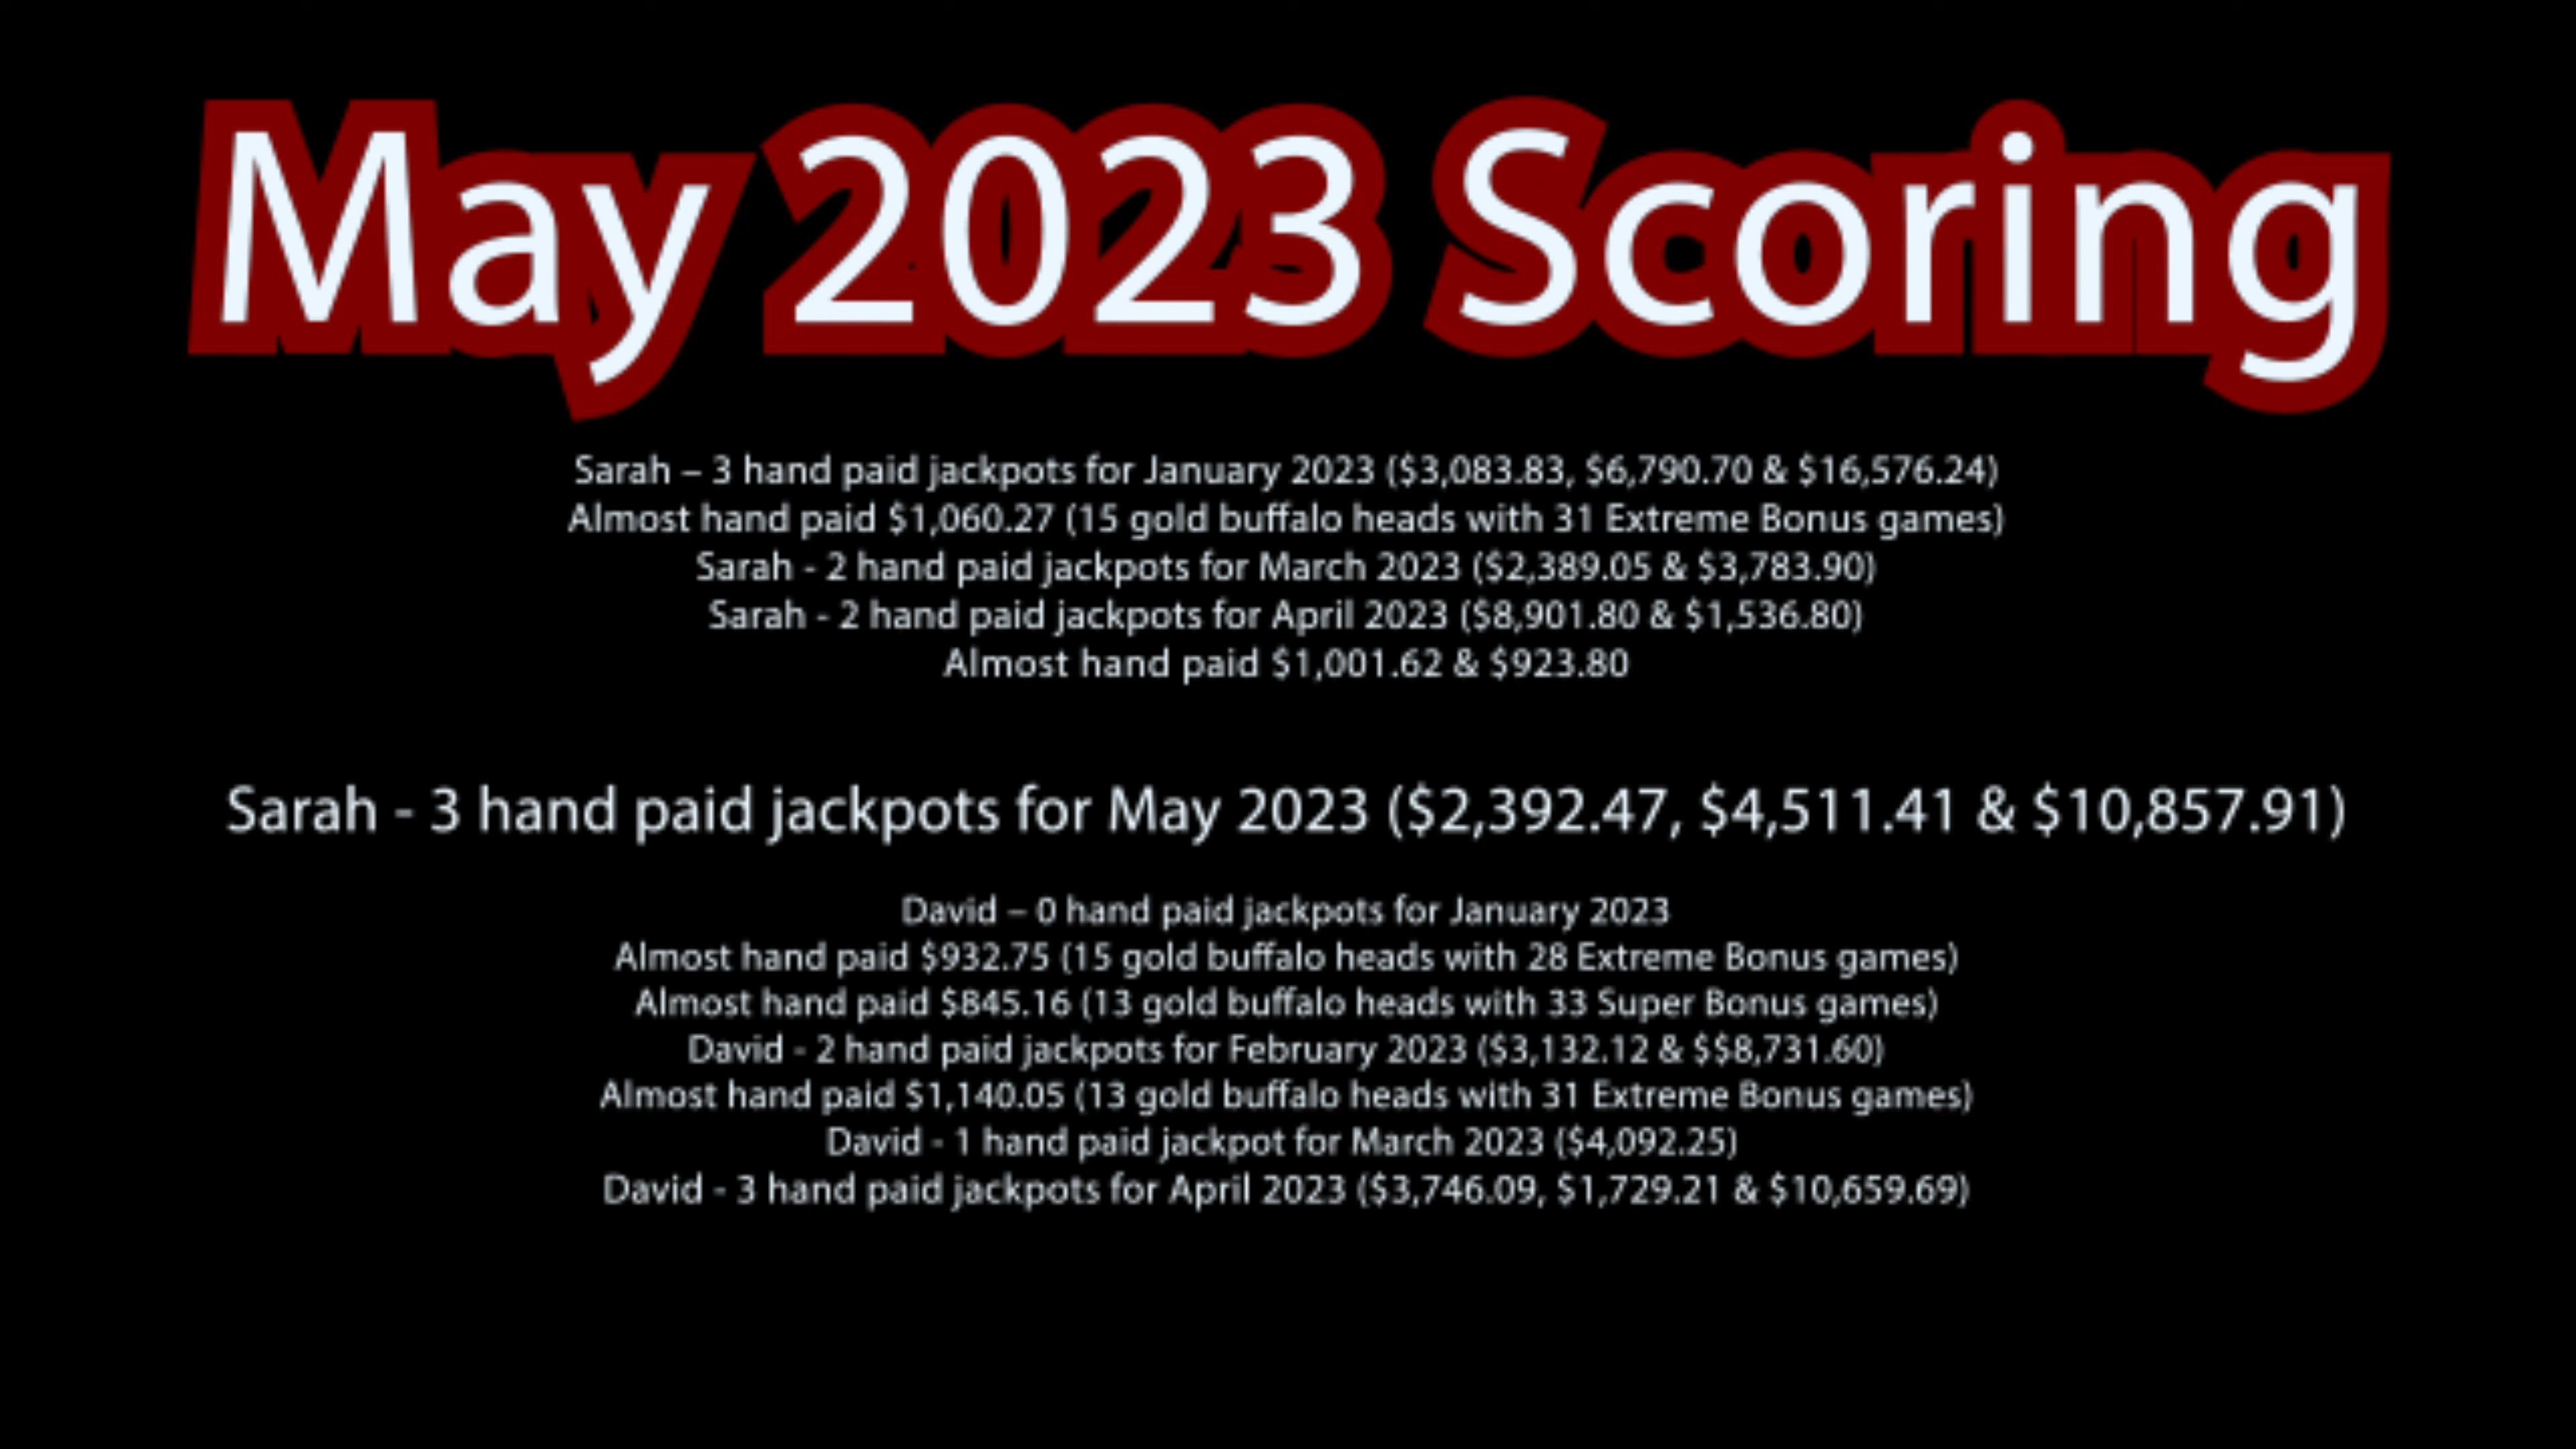 May 2023 Scoring
Sarah – 3 hand paid jackpots for January 2023 ($3,083.83, $6,790.70 & $16,576.24)
Almost hand paid $1,060.27 (15 gold buffalo heads with 31 Extreme Bonus games)
Sarah - 2 hand paid jackpots for March 2023 ($2,389.05 & $3,783.90)
Sarah - 2 hand paid jackpots for April 2023 ($8,901.80 & $1,536.80)
Almost hand paid $1,001.62 & $923.80
Sarah - 3 hand paid jackpots for May 2023 ($2,392.47, $4,511.41 & $10,857.91)
David – 0 hand paid jackpots for January 2023
Almost hand paid $932.75 (15 gold buffalo heads with 28 Extreme Bonus games)
Almost hand paid $845.16 (13 gold buffalo heads with 33 Super Bonus games)
David - 2 hand paid jackpots for February 2023 ($3,132.12 & $$8,731.60)
Almost hand paid $1,140.05 (13 gold buffalo heads with 31 Extreme Bonus games)
David - 1 hand paid jackpot for March 2023 ($4,092.25)
David - 3 hand paid jackpots for April 2023 ($3,746.09, $1,729.21 & $10,659.69)